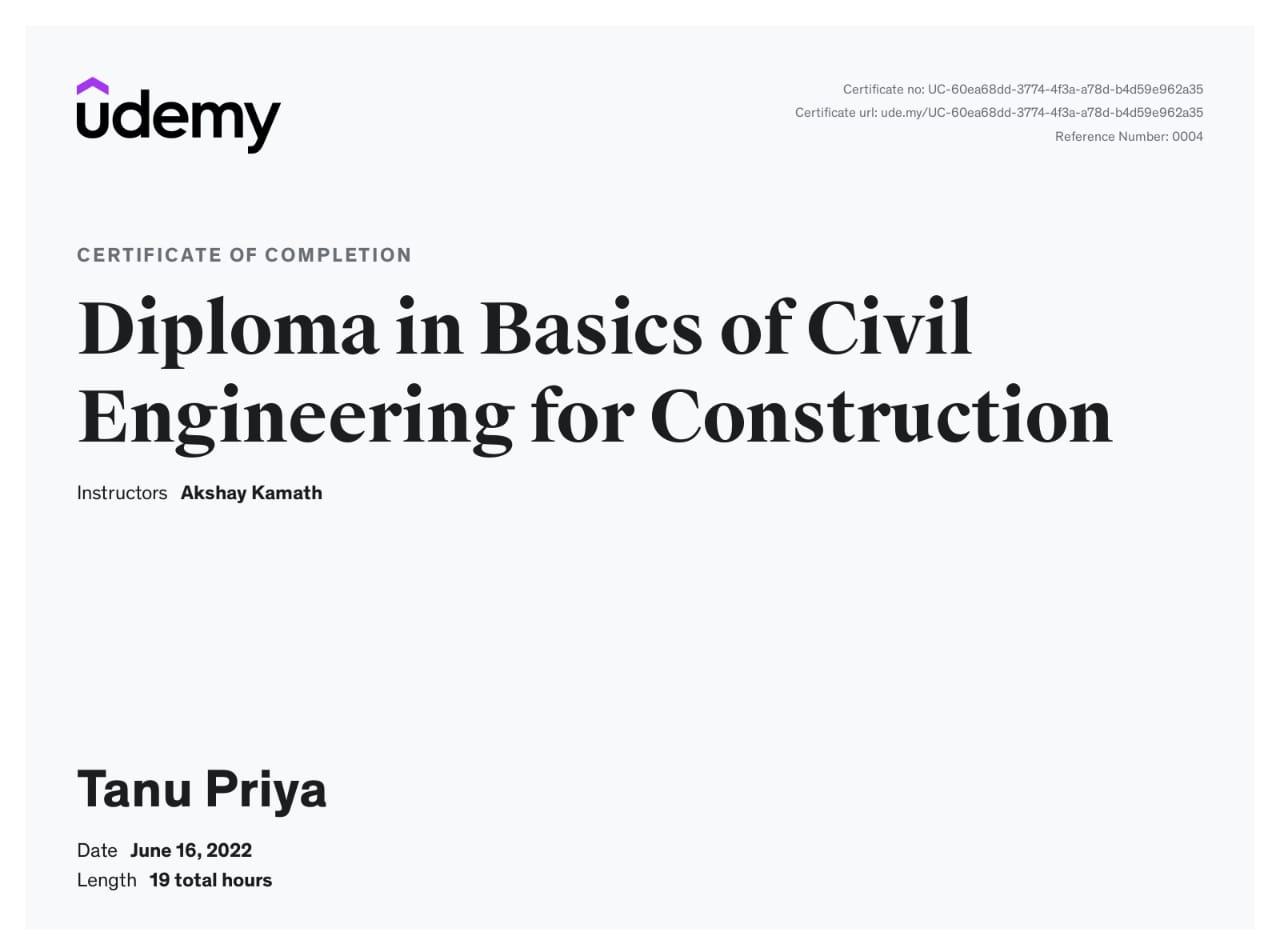 udemy
Certificate no: UC-60ea68dd-3774-4f3a-a78d-b4d59e962a35
Certificate url: ude.my/UC-60ea68dd-3774-4f3a-a78d-b4d59e962a35
Reference Number: 0004
CERTIFICATE OF COMPLETION
Diploma in Basics of Civil
Engineering for Construction
Instructors Akshay Kamath
Tanu Priya
Date June 16, 2022
Length 19 total hours